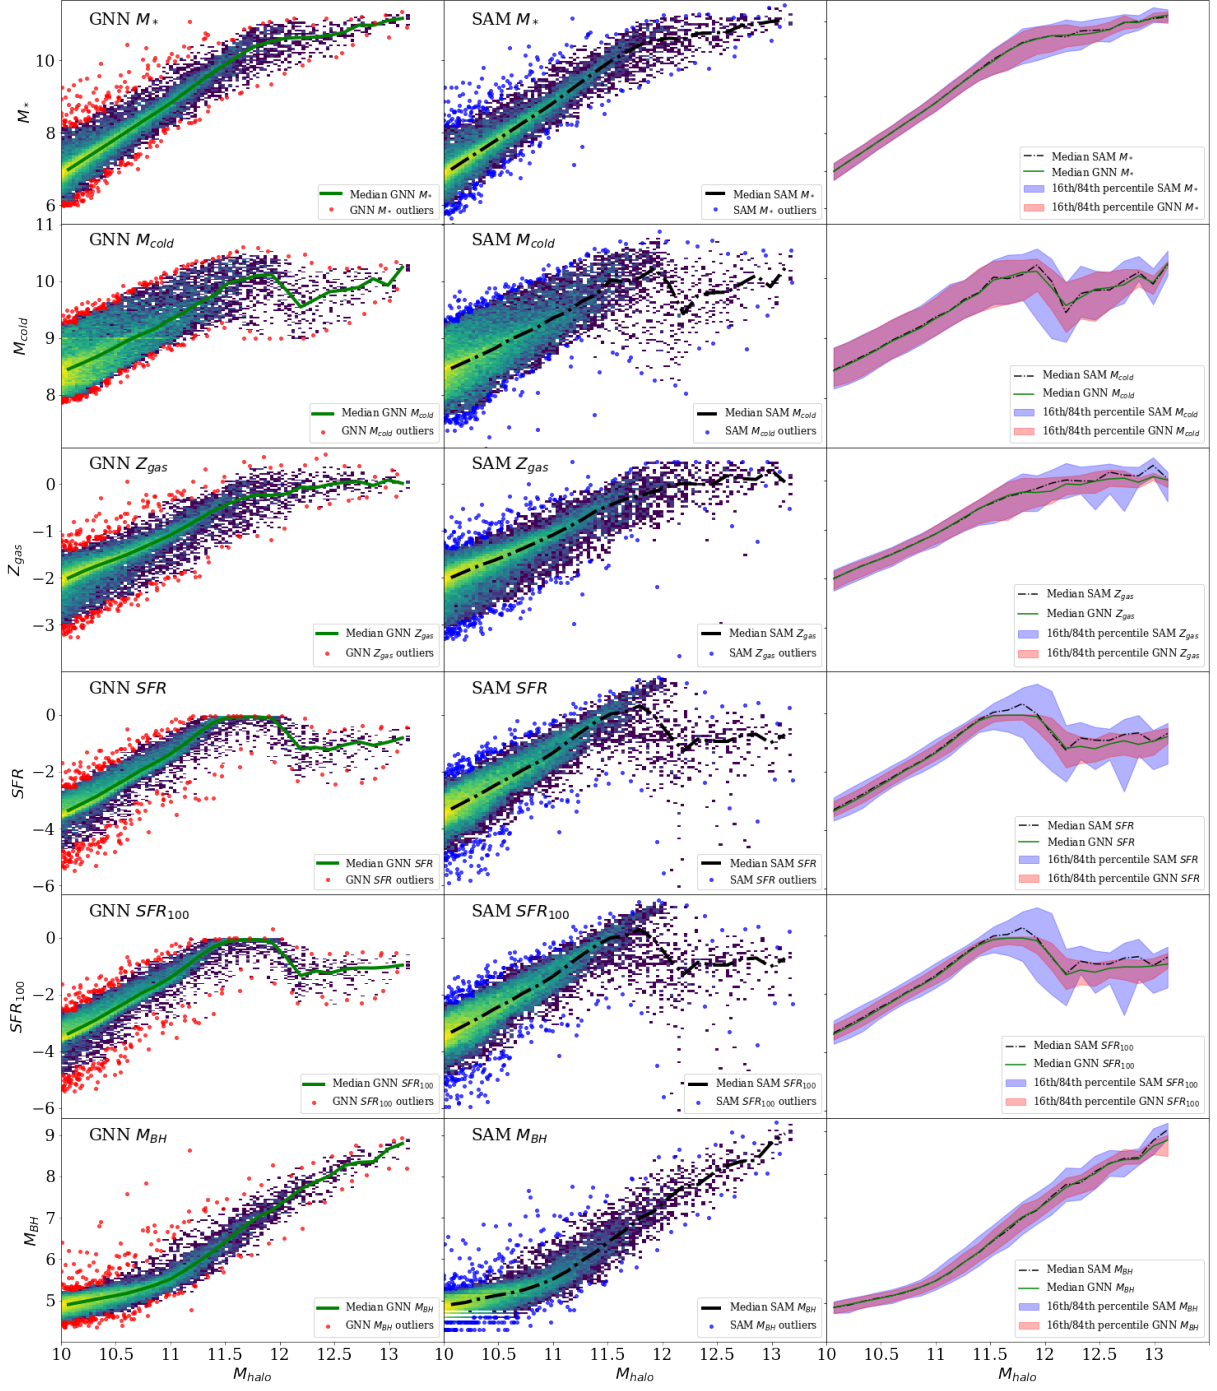 GNN M*
SAM M*
10
8
6
M*
Median GNN M*
GNN M* outliers
Median SAM M*
SAM M* outliers
Median SAM M*
Median GNN M*
16th/84th percentile SAM M*
16th/84th percentile GNN M*
GNN Mcold
SAM Mcold
11
10
9
8
Mcold
Median GNN Mcold
GNN Mcold outliers
Median SAM Mcold
SAM Mcold outliers
Median SAM Mcold
Median GNN Mcold
16th/84th percentile SAM Mcold
16th/84th percentile GNN Mcold
GNN Zgas
SAM Zgas
0
−1
−2
−3
Zgas
Median GNN Zgas
GNN Zgas outliers
Median SAM Zgas
SAM Zgas outliers
Median SAM Zgas
Median GNN Zgas
16th/84th percentile SAM Zgas
16th/84th percentile GNN Zgas
GNN SFR
SAM SFR
0
−2
−4
−6
SFR
Median GNN SFR
GNN SFR outliers
Median SAM SFR
SAM SFR outliers
Median SAM SFR
Median GNN SFR
16th/84th percentile SAM SFR
16th/84th percentile GNN SFR
GNN SFR100
SAM SFR100
0
−2
−4
−6
SFR100
Median GNN SFR100
GNN SFR100 outliers
Median SAM SFR100
SAM SFR100 outliers
Median SAM SFR100
Median GNN SFR100
16th/84th percentile SAM SFR100
16th/84th percentile GNN SFR100
GNN MBH
SAM MBH
9
8
7
6
5
MBH
Median GNN MBH
GNN MBH outliers
Median SAM MBH
SAM MBH outliers
Median SAM MBH
Median GNN MBH
16th/84th percentile SAM MBH
16th/84th percentile GNN MBH
10 10.5 11 11.5 12 12.5 13 10 10.5 11 11.5 12 12.5 13 10 10.5 11 11.5 12 12.5 13
Mhalo Mhalo Mhalo